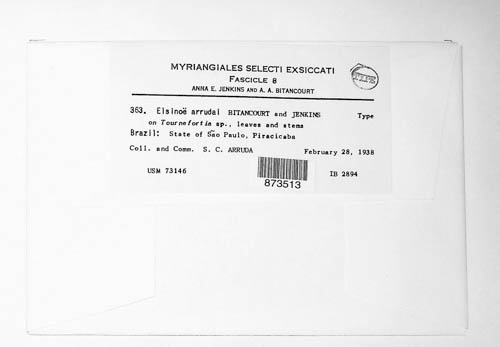 MYRIANGIALES SELECTI EXSICCATI
FASCICLE 8
ANNA E. JENKINS AND A. A. BITANCOURT
TYPE
363. Elsinoë arrudai BITANCOURT and JENKINS Type
on Tournefortia sp., leaves and stems
Brazil: State of São Paulo, Piracicaba
Coll. and Comm. S. C. ARRUDA February 28, 1938
USM 73146 IB 2894
873513